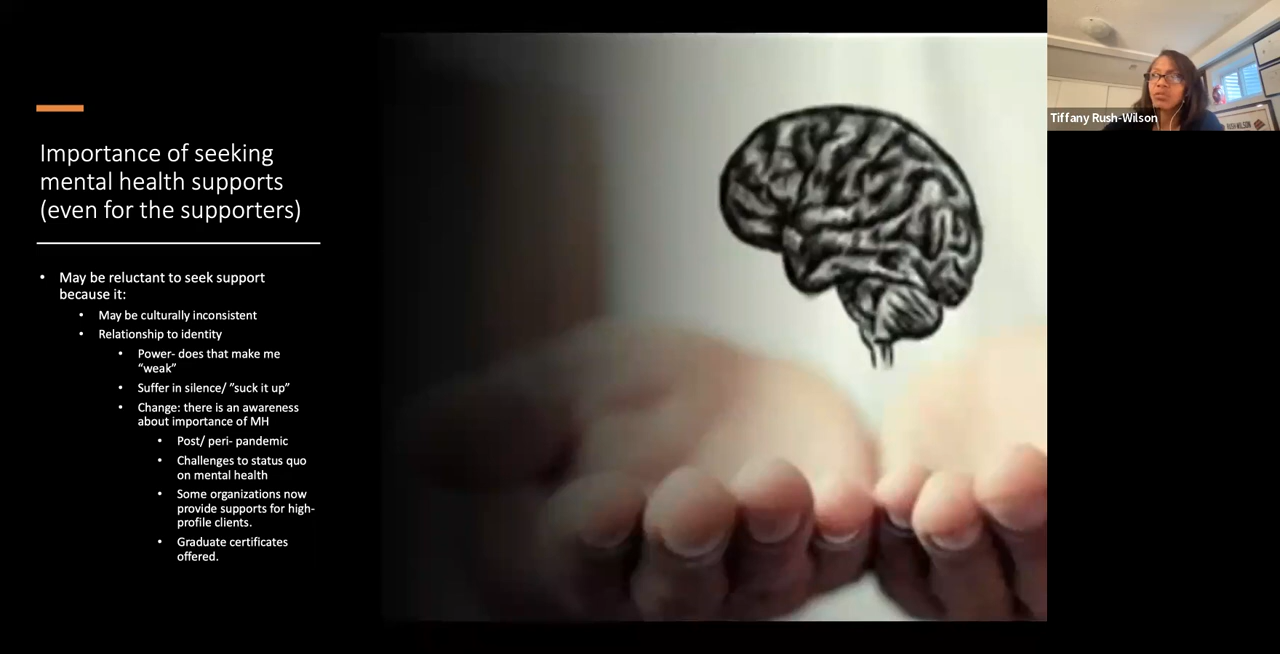 Importance of seeking
mental health supports
(even for the supporters)
• May be reluctant to seek support
because it:
• May be culturally inconsistent
• Relationship to identity
• Power- does that make me
“weak”
• Suffer in silence/ ”suck it up”
• Change: there is an awareness
about importance of MH
• Post/ peri- pandemic
• Challenges to status quo
on mental health
• Some organizations now
provide supports for high-
profile clients.
• Graduate certificates
offered.
Tiffany Rush-Wilson